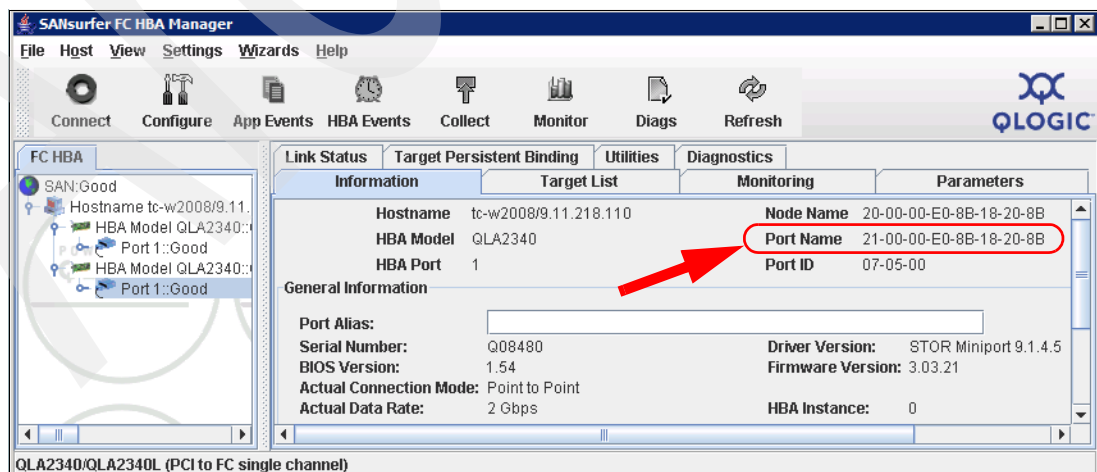 SANsurfer FC HBA Manager
File Host View Settings Wizards Help
Connect Configure App Events HBA Events Collect Monitor Diags Refresh
QLOGIC
FC HBA
SAN:Good
Hostname tc-w2008/9.11.
HBA Model QLA2340::
Port 1::Good
HBA Model QLA2340::
Port 1::Good
Link Status Target Persistent Binding Utilities Diagnostics
Information Target List Monitoring Parameters
Hostname tc-w2008/9.11.218.110 Node Name 20-00-00-E0-8B-18-20-8B
HBA Model QLA2340 Port Name 21-00-00-E0-8B-18-20-8B
HBA Port 1 Port ID 07-05-00
General Information
Port Alias:
Serial Number: Q08480 Driver Version: STOR Miniport 9.1.4.5
BIOS Version: 1.54 Firmware Version: 3.03.21
Actual Connection Mode: Point to Point
Actual Data Rate: 2 Gbps HBA Instance: 0
QLA2340/QLA2340L (PCI to FC single channel)